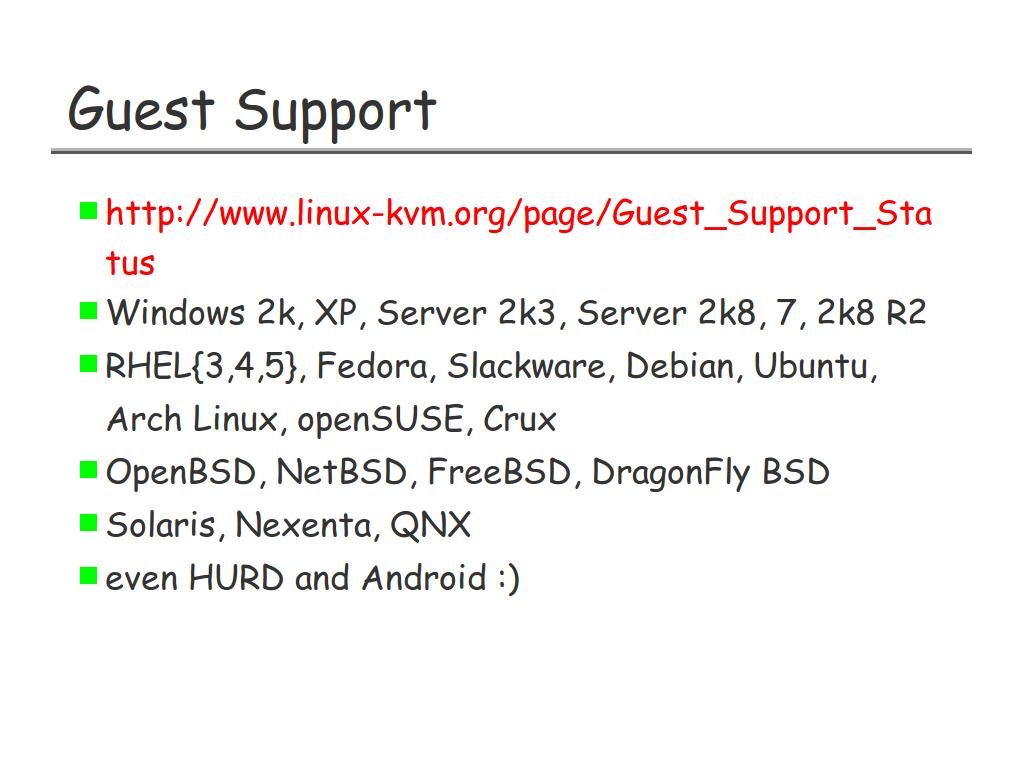 Guest Support
http://www.linux-kvm.org/page/Guest_Support_Sta
tus
Windows 2k, XP, Server 2k3, Server 2k8, 7, 2k8 R2
RHEL{3,4,5}, Fedora, Slackware, Debian, Ubuntu,
Arch Linux, openSUSE, Crux
OpenBSD, NetBSD, FreeBSD, DragonFly BSD
Solaris, Nexenta, QNX
even HURD and Android :)